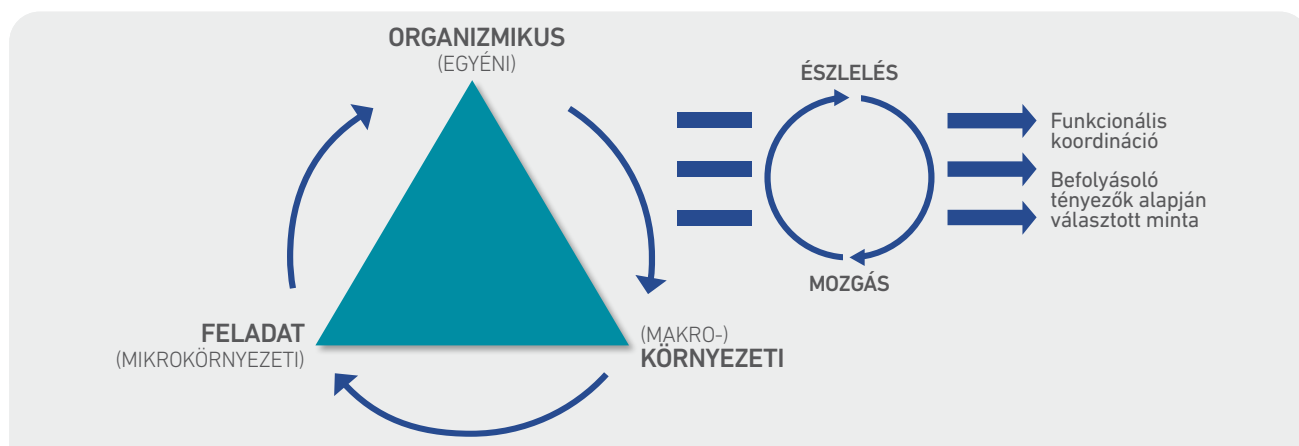 ORGANIZMIKUS
(EGYÉNI)
FELADAT
(MIKROKÖRNYEZETI)
(MAKRO-)
KÖRNYEZETI
ÉSZLELÉS
MOZGÁS
Funkcionális
koordináció
Befolyásoló
tényezők alapján
választott minta